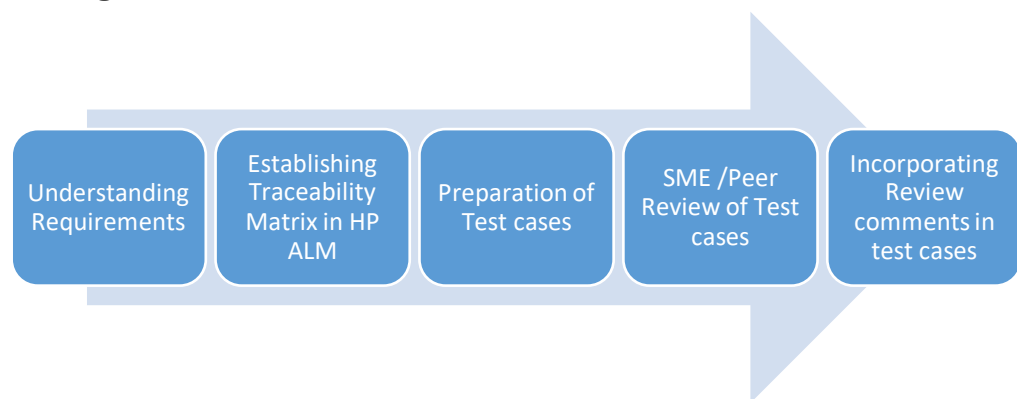 Understanding
Requirements
Establishing
Traceability
Matrix in HP
ALM
Preparation of
Test cases
SME /Peer
Review of Test
cases
Incorporating
Review
comments in
test cases